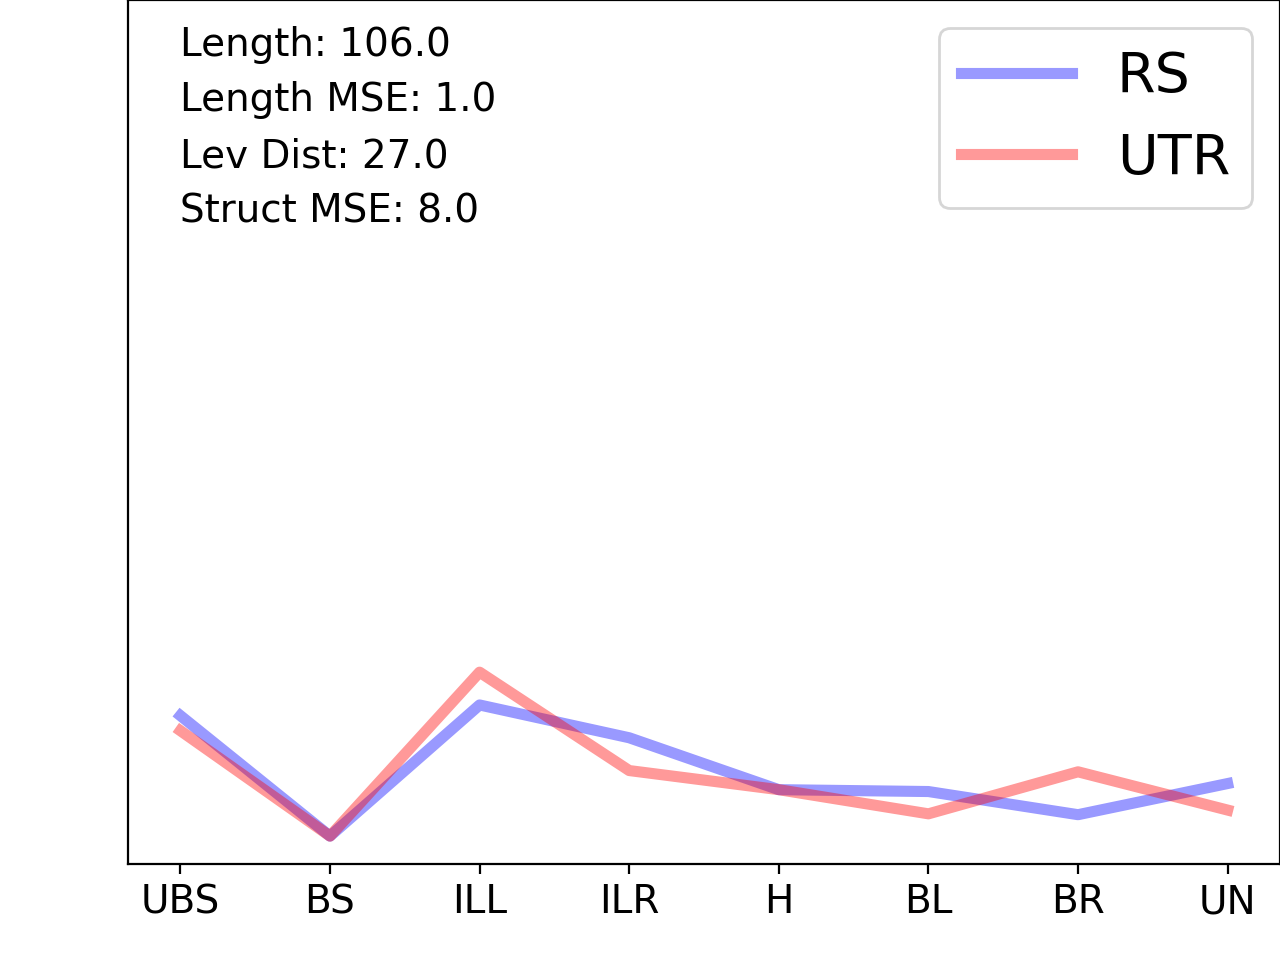 Length: 106.0
Length MSE: 1.0
Lev Dist: 27.0
Struct MSE: 8.0
RS
UTR
UBS BS ILL ILR H BL BR UN